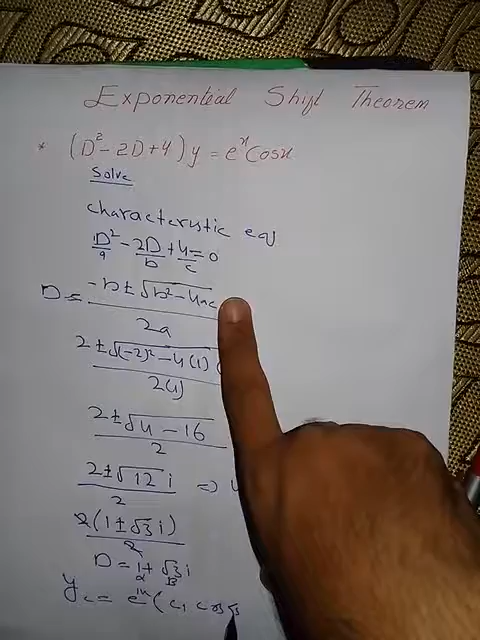 Exponential Shift Theorem
* (D² - 2D + 4) y = eˣ Cosx
Solve
Characteristic eq
D² - 2D + 4 = 0
a b c
D = -b ± √b² - 4ac
2a
2 ± √(-2)² - 4(1)
2(1)
2 ± √4 - 16
2
2 ± √12 i =>
2
2(1 ± √3 i)
2
D = 1 ± √3 i
α β
y_c = e¹ˣ (c₁ cos √3